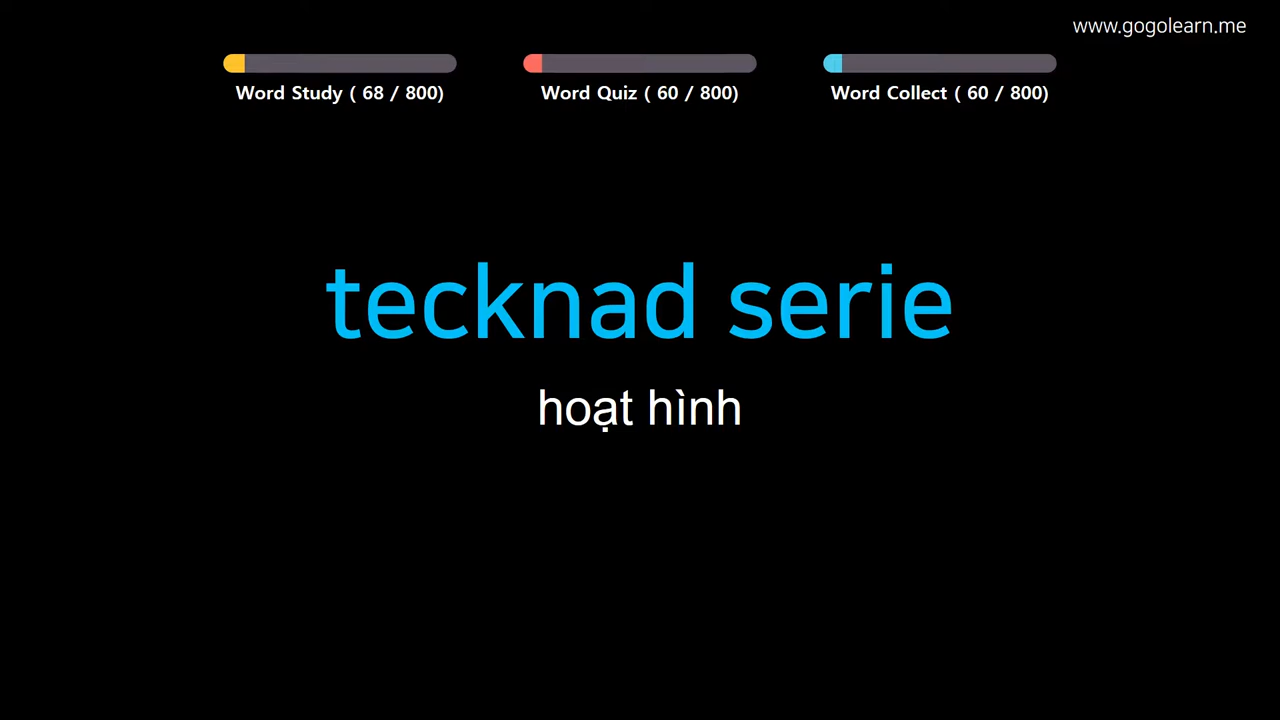 www.gogolearn.me
Word Study ( 68 / 800)
Word Quiz ( 60 / 800)
Word Collect ( 60 / 800)
tecknad serie
hoạt hình